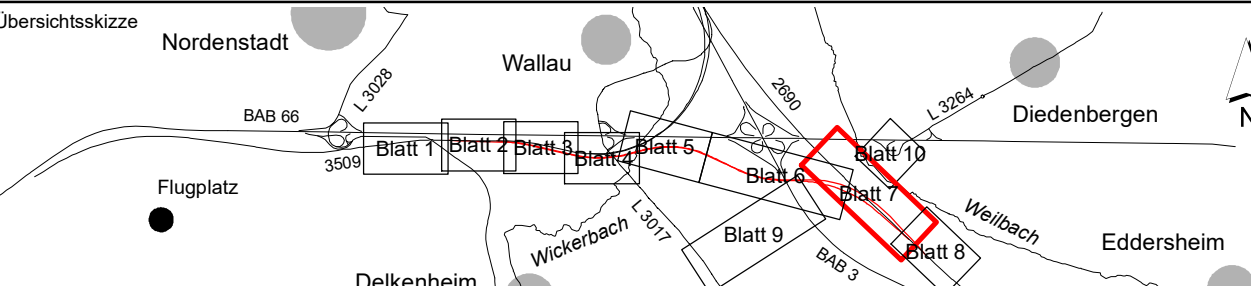 Übersichtsskizze
Nordenstadt
Wallau
L 3028
2690
L 3264
Diedenbergen
BAB 66
3509
Blatt 1
Blatt 2
Blatt 3
Blatt 4
Blatt 5
Blatt 6
Blatt 10
Blatt 7
Flugplatz
L 3017
Wickerbach
Blatt 9
BAB 3
Blatt 8
Weilbach
Eddersheim
Delkenheim
N